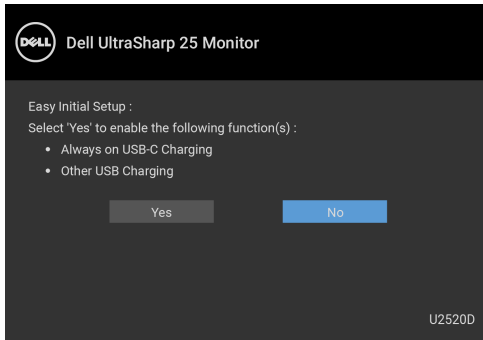 DELL Dell UltraSharp 25 Monitor
Easy Initial Setup :
Select 'Yes' to enable the following function(s) :
• Always on USB-C Charging
• Other USB Charging
Yes No
U2520D